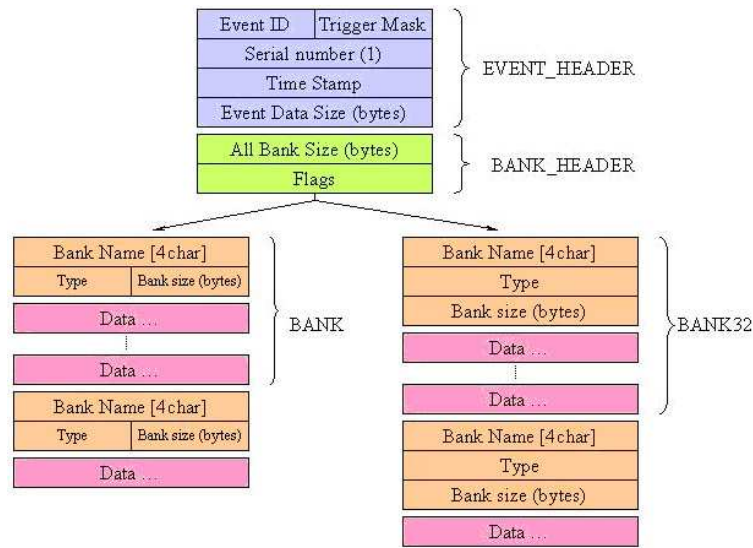 Event ID Trigger Mask
Serial number (1)
Time Stamp
Event Data Size (bytes)
EVENT_HEADER
All Bank Size (bytes)
Flags
BANK_HEADER
Bank Name [4char]
Type Bank size (bytes)
Data ...
Data ...
BANK
Bank Name [4char]
Type Bank size (bytes)
Data ...
Bank Name [4char]
Type
Bank size (bytes)
Data ...
Data ...
BANK32
Bank Name [4char]
Type
Bank size (bytes)
Data ...